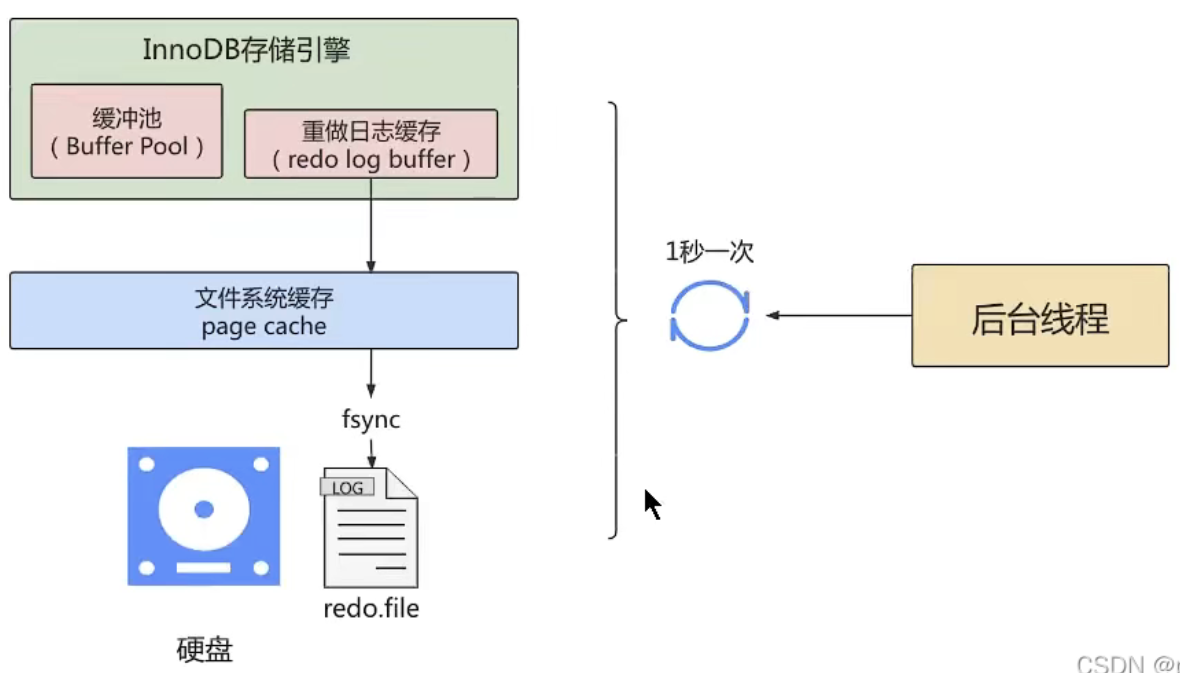 InnoDB存储引擎
缓冲池
（Buffer Pool）
重做日志缓存
（redo log buffer）
1秒一次
文件系统缓存
page cache
后台线程
fsync
LOG
redo.file
硬盘
CSDN